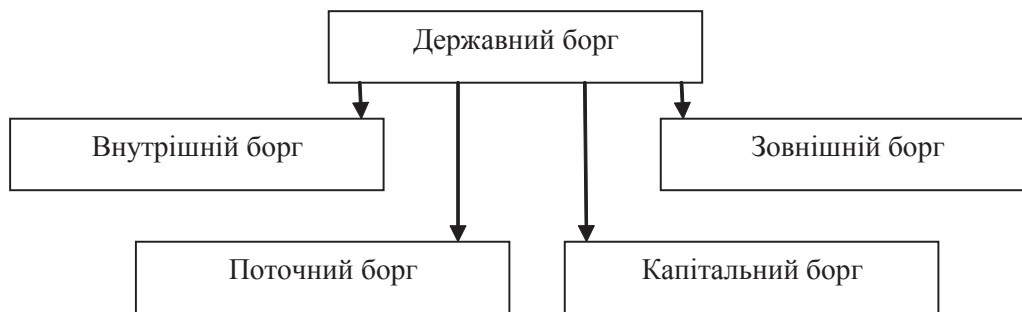 Державний борг
Внутрішній борг
Зовнішній борг
Поточний борг
Капітальний борг